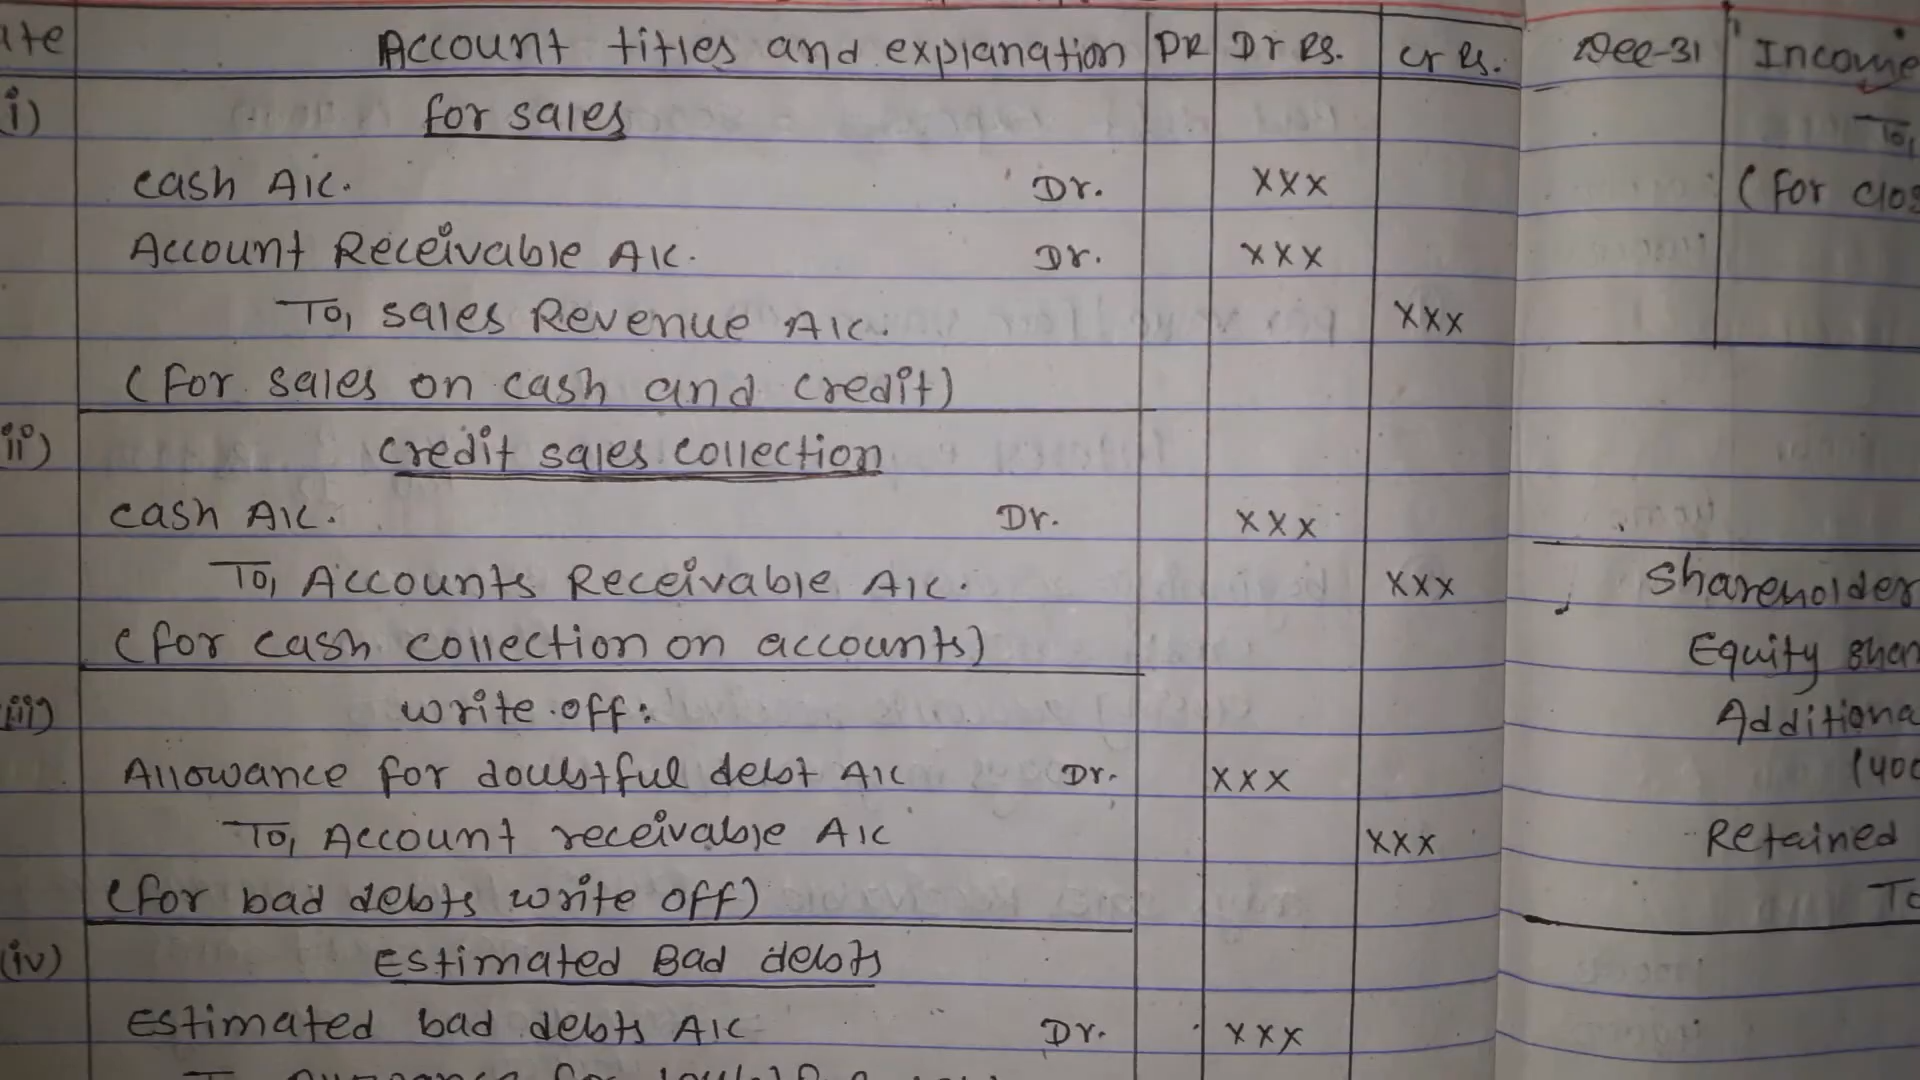 Account titles and explanation PR Dr Rs. Cr Rs.
i) for sales
Cash A/C. Dr. XXX
Account Receivable A/C. Dr. XXX
To, Sales Revenue A/C. XXX
(For sales on cash and credit)
ii) Credit sales collection
Cash A/C. Dr. XXX
To, Accounts Receivable A/C. XXX
(for cash collection on accounts)
iii) Write off:
Allowance for doubtful debt A/C Dr. XXX
To, Account receivable A/C XXX
(for bad debts write off)
(iv) Estimated Bad debts
Estimated bad debts A/C Dr. XXX
Dec-31 Income
To,
(For
Shareholder
Equity
Retained